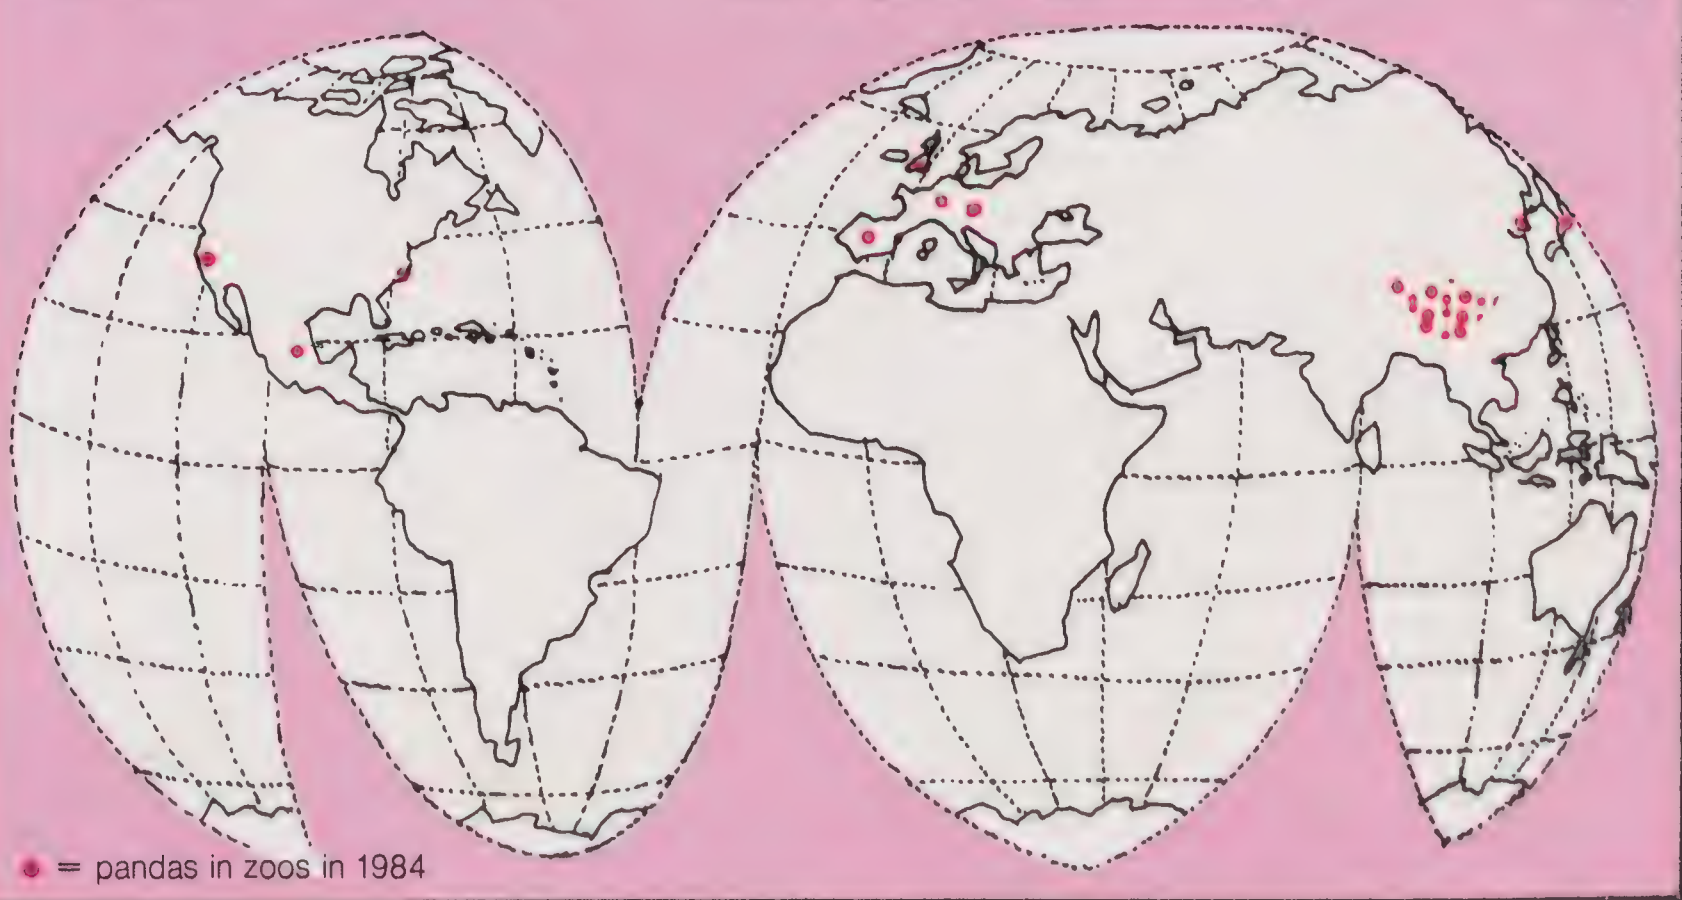 = pandas in zoos in 1984